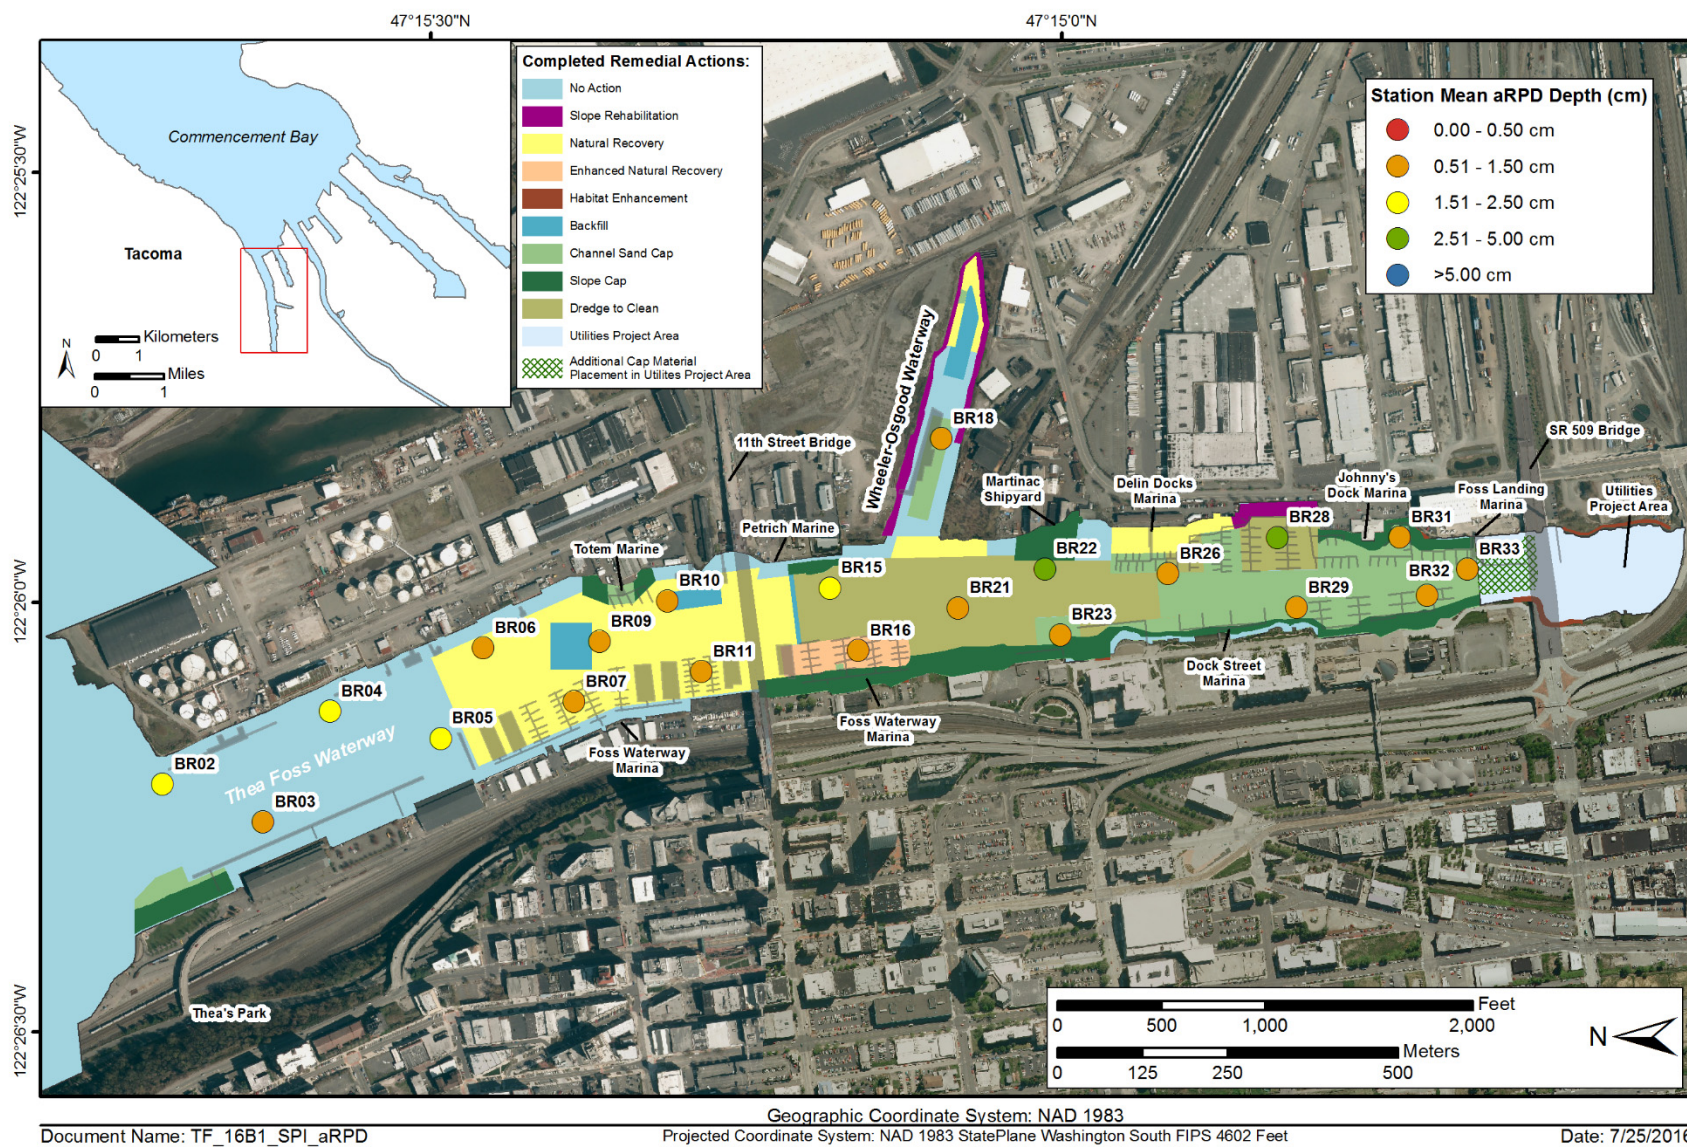 47°15'30"N
47°15'0"N
122°25'30"W
122°26'0"W
122°26'30"W
Commencement Bay
Tacoma
N
Kilometers
0 1
Miles
0 1
Completed Remedial Actions:
No Action
Slope Rehabilitation
Natural Recovery
Enhanced Natural Recovery
Habitat Enhancement
Backfill
Channel Sand Cap
Slope Cap
Dredge to Clean
Utilities Project Area
Additional Cap Material
Placement in Utilites Project Area
Station Mean aRPD Depth (cm)
0.00 - 0.50 cm
0.51 - 1.50 cm
1.51 - 2.50 cm
2.51 - 5.00 cm
>5.00 cm
Wheeler-Osgood Waterway
BR18
11th Street Bridge
SR 509 Bridge
Martinac
Shipyard
Delin Docks
Marina
Johnny's
Dock Marina
Foss Landing
Marina
Utilities
Project Area
Petrich Marine
Totem Marine
BR28
BR31
BR22
BR26
BR33
BR10
BR15
BR32
BR21
BR29
BR09
BR23
BR06
BR16
BR11
BR07
BR04
BR05
Dock Street
Marina
Foss Waterway
Marina
Foss Waterway
Marina
Thea Foss Waterway
BR02
BR03
Thea's Park
Feet
0 500 1,000 2,000
Meters
0 125 250 500
N
Geographic Coordinate System: NAD 1983
Document Name: TF_16B1_SPI_aRPD
Projected Coordinate System: NAD 1983 StatePlane Washington South FIPS 4602 Feet
Date: 7/25/2016